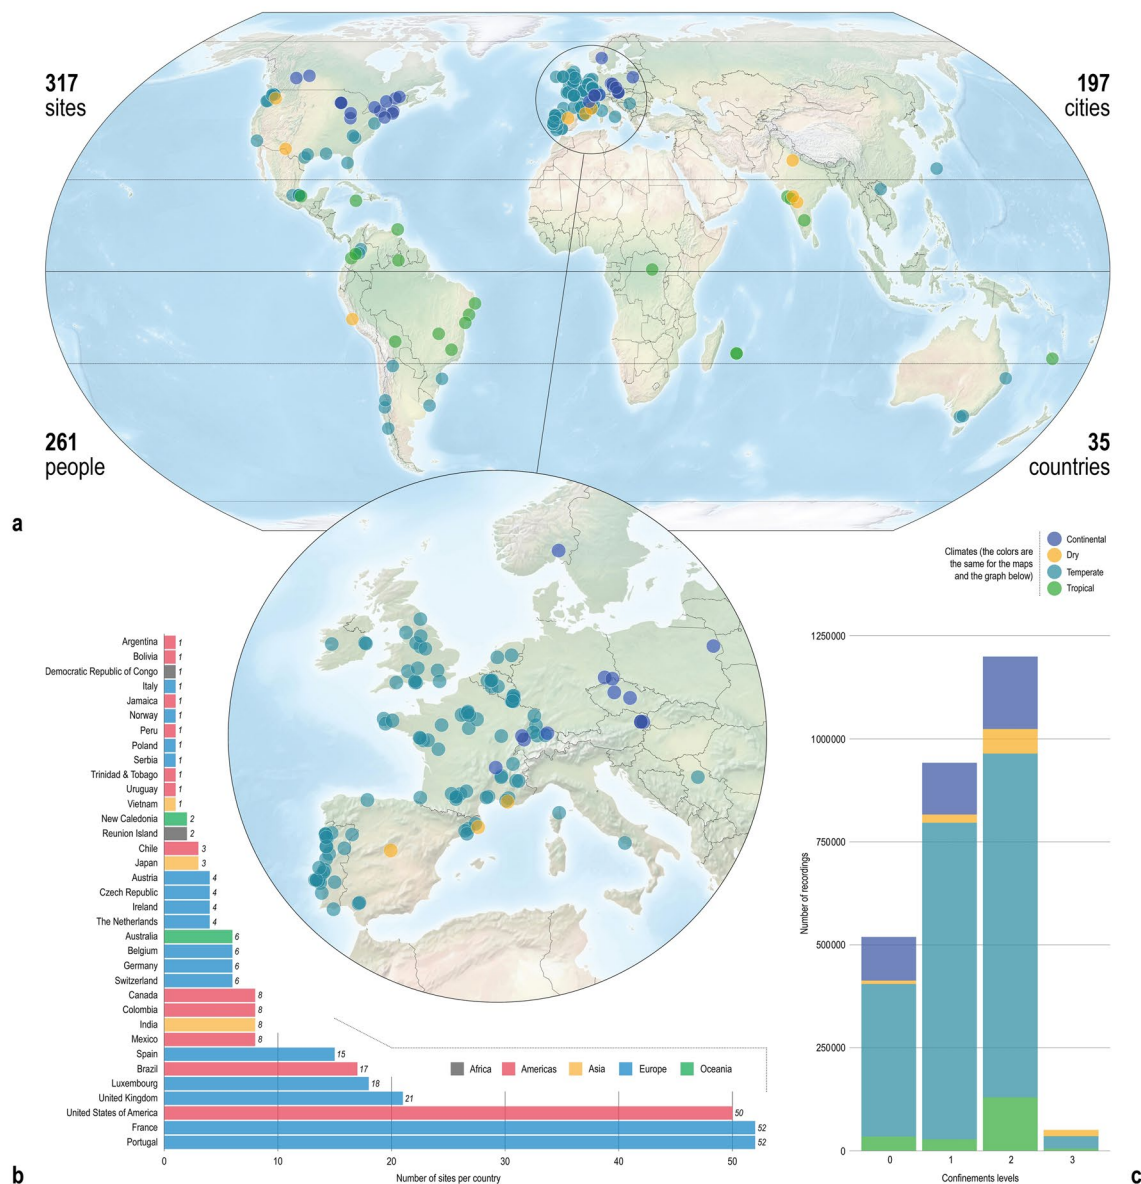 317
sites
197
cities
261
people
35
countries
a
Climates (the colors are
the same for the maps
and the graph below)
Continental
Dry
Temperate
Tropical
Argentina 1
Bolivia 1
Democratic Republic of Congo 1
Italy 1
Jamaica 1
Norway 1
Peru 1
Poland 1
Serbia 1
Trinidad & Tobago 1
Uruguay 1
Vietnam 1
New Caledonia 2
Reunion Island 2
Chile 3
Japan 3
Austria 4
Czech Republic 4
Ireland 4
The Netherlands 4
Australia 6
Belgium 6
Germany 6
Switzerland 6
Canada 8
Colombia 8
India 8
Mexico 8
Spain 15
Brazil 17
Luxembourg 18
United Kingdom 21
United States of America 50
France 52
Portugal 52
0 10 20 30 40 50
Number of sites per country
Africa Americas Asia Europe Oceania
b
1250000
1000000
750000
500000
250000
0
Number of recordings
0 1 2 3
Confinements levels
c